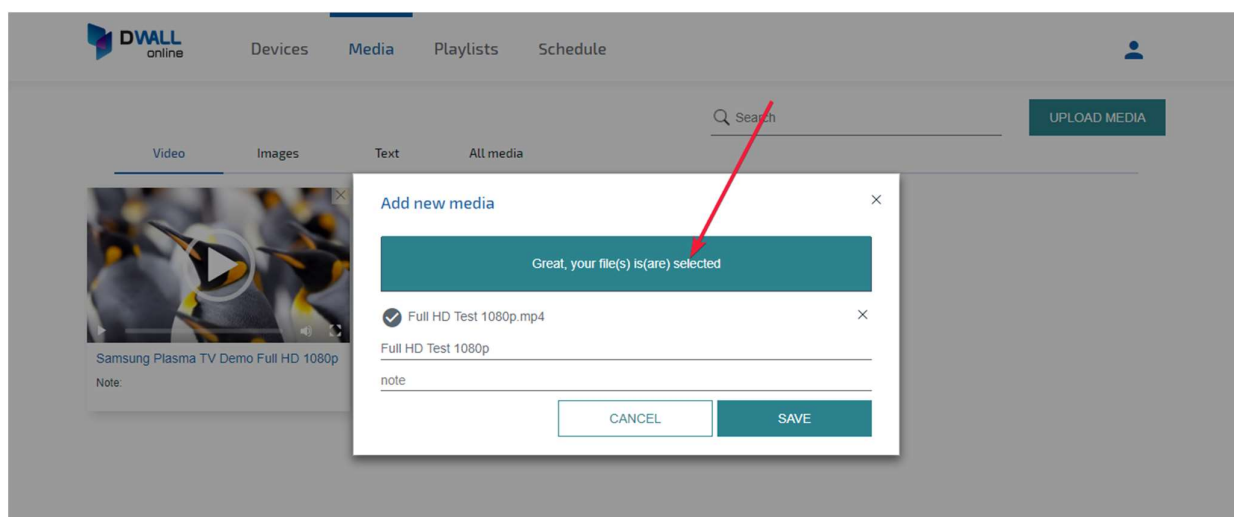 DWALL
online
Devices
Media
Playlists
Schedule
Search
UPLOAD MEDIA
Video
Images
Text
All media
Add new media
Great, your file(s) is(are) selected
Full HD Test 1080p.mp4
Full HD Test 1080p
note
CANCEL
SAVE
Samsung Plasma TV Demo Full HD 1080p
Note: